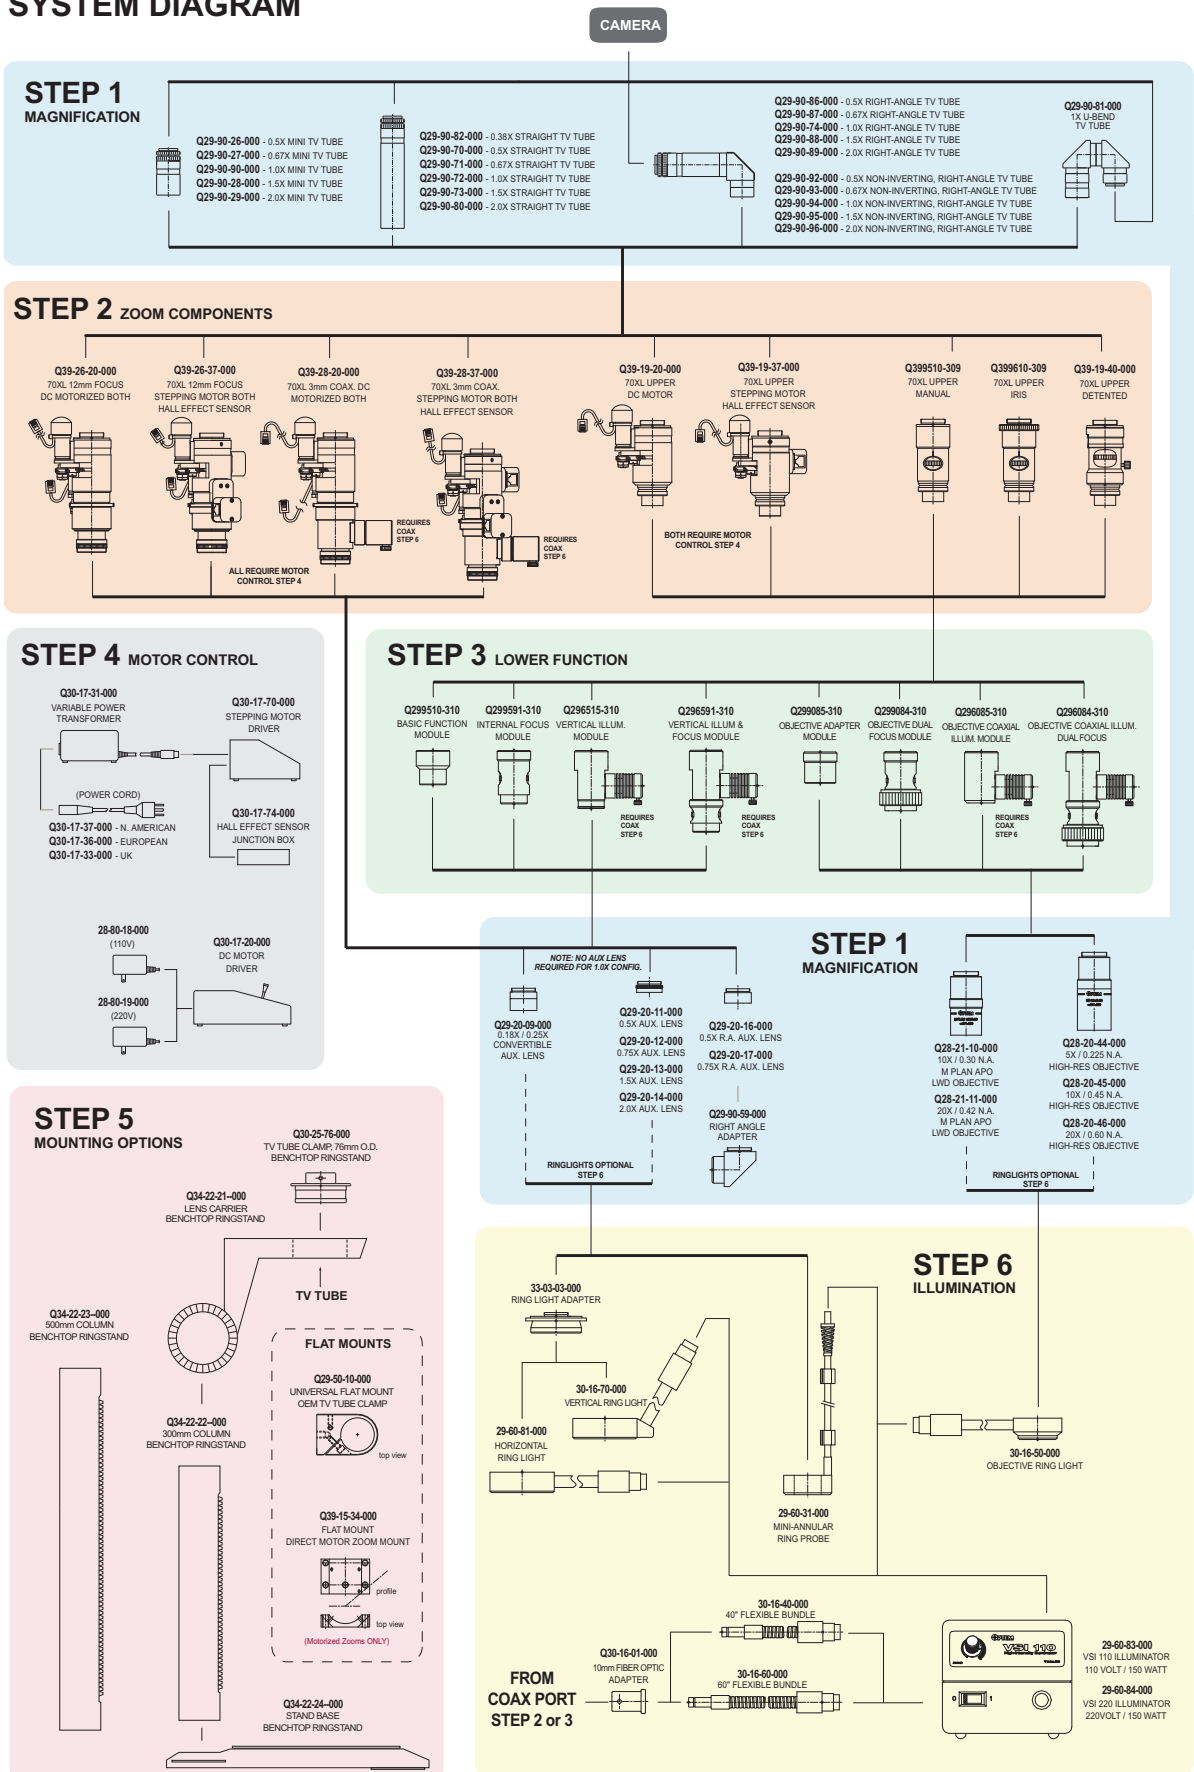 SYSTEM DIAGRAM
CAMERA
STEP 1
MAGNIFICATION
Q29-90-26-000 - 0.5X MINI TV TUBE
Q29-90-27-000 - 0.67X MINI TV TUBE
Q29-90-90-000 - 1.0X MINI TV TUBE
Q29-90-28-000 - 1.5X MINI TV TUBE
Q29-90-29-000 - 2.0X MINI TV TUBE
Q29-90-82-000 - 0.38X STRAIGHT TV TUBE
Q29-90-70-000 - 0.5X STRAIGHT TV TUBE
Q29-90-71-000 - 0.67X STRAIGHT TV TUBE
Q29-90-72-000 - 1.0X STRAIGHT TV TUBE
Q29-90-73-000 - 1.5X STRAIGHT TV TUBE
Q29-90-80-000 - 2.0X STRAIGHT TV TUBE
Q29-90-86-000 - 0.5X RIGHT-ANGLE TV TUBE
Q29-90-87-000 - 0.67X RIGHT-ANGLE TV TUBE
Q29-90-74-000 - 1.0X RIGHT-ANGLE TV TUBE
Q29-90-88-000 - 1.5X RIGHT-ANGLE TV TUBE
Q29-90-89-000 - 2.0X RIGHT-ANGLE TV TUBE
Q29-90-92-000 - 0.5X NON-INVERTING, RIGHT-ANGLE TV TUBE
Q29-90-93-000 - 0.67X NON-INVERTING, RIGHT-ANGLE TV TUBE
Q29-90-94-000 - 1.0X NON-INVERTING, RIGHT-ANGLE TV TUBE
Q29-90-95-000 - 1.5X NON-INVERTING, RIGHT-ANGLE TV TUBE
Q29-90-96-000 - 2.0X NON-INVERTING, RIGHT-ANGLE TV TUBE
Q29-90-81-000
1X U-BEND
TV TUBE
STEP 2 ZOOM COMPONENTS
Q39-26-20-000
70XL 12mm FOCUS
DC MOTORIZED BOTH
Q39-26-37-000
70XL 12mm FOCUS
STEPPING MOTOR BOTH
HALL EFFECT SENSOR
Q39-28-20-000
70XL 3mm COAX. DC
MOTORIZED BOTH
Q39-28-37-000
70XL 3mm COAX.
STEPPING MOTOR BOTH
HALL EFFECT SENSOR
Q39-19-20-000
70XL UPPER
DC MOTOR
Q39-19-37-000
70XL UPPER
STEPPING MOTOR
HALL EFFECT SENSOR
Q399510-309
70XL UPPER
MANUAL
Q399610-309
70XL UPPER
IRIS
Q39-19-40-000
70XL UPPER
DETENTED
REQUIRES
COAX
STEP 6
REQUIRES
COAX
STEP 6
ALL REQUIRE MOTOR
CONTROL STEP 4
BOTH REQUIRE MOTOR
CONTROL STEP 4
STEP 4 MOTOR CONTROL
Q30-17-31-000
VARIABLE POWER
TRANSFORMER
Q30-17-70-000
STEPPING MOTOR
DRIVER
(POWER CORD)
Q30-17-37-000 - N. AMERICAN
Q30-17-36-000 - EUROPEAN
Q30-17-33-000 - UK
Q30-17-74-000
HALL EFFECT SENSOR
JUNCTION BOX
28-80-18-000
(110V)
28-80-19-000
(220V)
Q30-17-20-000
DC MOTOR
DRIVER
STEP 3 LOWER FUNCTION
Q299510-310
BASIC FUNCTION
MODULE
Q299591-310
INTERNAL FOCUS
MODULE
Q296515-310
VERTICAL ILLUM.
MODULE
Q296591-310
VERTICAL ILLUM &
FOCUS MODULE
Q299085-310
OBJECTIVE ADAPTER
MODULE
Q299084-310
OBJECTIVE DUAL
FOCUS MODULE
Q296085-310
OBJECTIVE COAXIAL
ILLUM. MODULE
Q296084-310
OBJECTIVE COAXIAL ILLUM.
DUAL FOCUS
REQUIRES
COAX
STEP 6
REQUIRES
COAX
STEP 6
REQUIRES
COAX
STEP 6
STEP 1
MAGNIFICATION
NOTE: NO AUX LENS
REQUIRED FOR 1.0X CONFIG.
Q29-20-09-000
0.18X / 0.25X
CONVERTIBLE
AUX. LENS
Q29-20-11-000
0.5X AUX. LENS
Q29-20-12-000
0.75X AUX. LENS
Q29-20-13-000
1.5X AUX. LENS
Q29-20-14-000
2.0X AUX. LENS
Q29-20-16-000
0.5X R.A. AUX. LENS
Q29-20-17-000
0.75X R.A. AUX. LENS
Q29-90-59-000
RIGHT ANGLE
ADAPTER
RINGLIGHTS OPTIONAL
STEP 6
Q28-21-10-000
10X / 0.30 N.A.
M PLAN APO
LWD OBJECTIVE
Q28-21-11-000
20X / 0.42 N.A.
M PLAN APO
LWD OBJECTIVE
Q28-20-44-000
5X / 0.225 N.A.
HIGH-RES OBJECTIVE
Q28-20-45-000
10X / 0.45 N.A.
HIGH-RES OBJECTIVE
Q28-20-46-000
20X / 0.60 N.A.
HIGH-RES OBJECTIVE
RINGLIGHTS OPTIONAL
STEP 6
STEP 5
MOUNTING OPTIONS
Q30-25-76-000
TV TUBE CLAMP, 76mm O.D.
BENCHTOP RINGSTAND
Q34-22-21--000
LENS CARRIER
BENCHTOP RINGSTAND
TV TUBE
Q34-22-23--000
500mm COLUMN
BENCHTOP RINGSTAND
FLAT MOUNTS
Q29-50-10-000
UNIVERSAL FLAT MOUNT
OEM TV TUBE CLAMP
top view
Q34-22-22--000
300mm COLUMN
BENCHTOP RINGSTAND
Q39-15-34-000
FLAT MOUNT
DIRECT MOTOR ZOOM MOUNT
profile
top view
(Motorized Zooms ONLY)
Q34-22-24--000
STAND BASE
BENCHTOP RINGSTAND
STEP 6
ILLUMINATION
33-03-03-000
RING LIGHT ADAPTER
30-16-70-000
VERTICAL RING LIGHT
29-60-81-000
HORIZONTAL
RING LIGHT
29-60-31-000
MINI-ANNULAR
RING PROBE
30-16-50-000
OBJECTIVE RING LIGHT
30-16-40-000
40" FLEXIBLE BUNDLE
Q30-16-01-000
10mm FIBER OPTIC
ADAPTER
30-16-60-000
60" FLEXIBLE BUNDLE
FROM
COAX PORT
STEP 2 or 3
VSI 110
0 1
29-60-83-000
VSI 110 ILLUMINATOR
110 VOLT / 150 WATT
29-60-84-000
VSI 220 ILLUMINATOR
220VOLT / 150 WATT